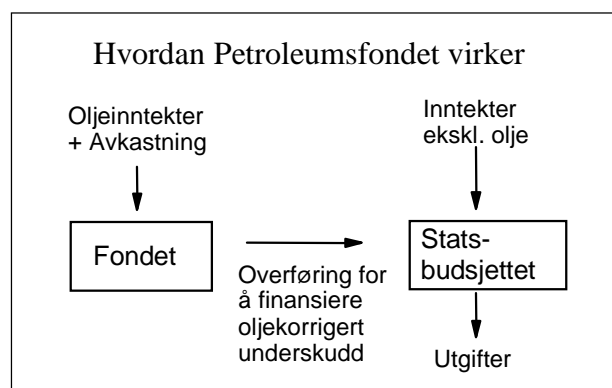 Hvordan Petroleumsfondet virker
Oljeinntekter
+ Avkastning
Inntekter
ekskl. olje
Fondet
Stats-
budsjettet
Overføring for
å finansiere
oljekorrigert
underskudd
Utgifter